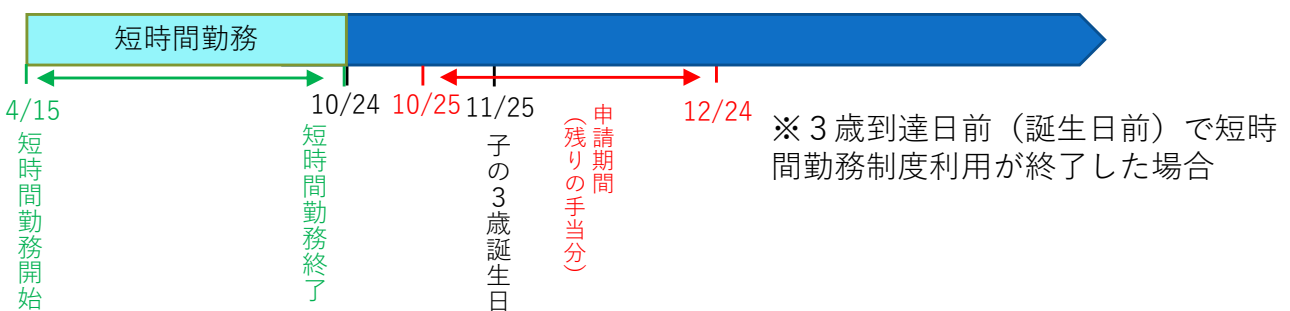 短時間勤務
4/15
短時間勤務開始
10/24
短時間勤務終了
10/25
11/25
子の３歳誕生日
申請期間
（残りの手当分）
12/24
※３歳到達日前（誕生日前）で短時
間勤務制度利用が終了した場合